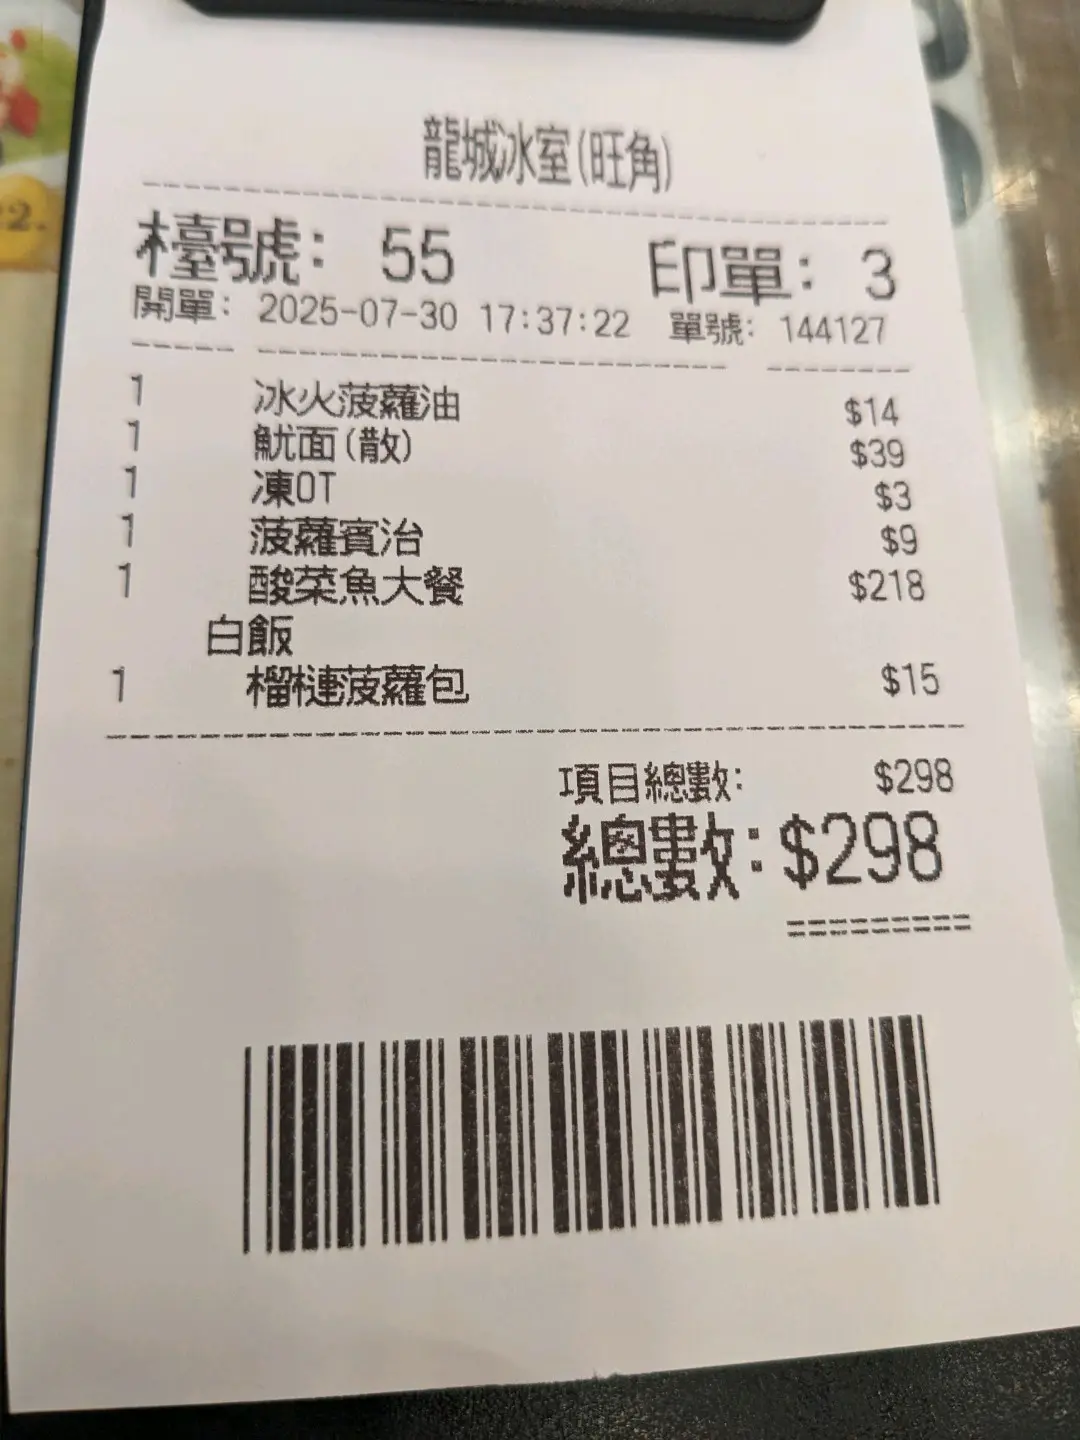 龍城冰室(旺角)
檯號: 55 印單: 3
開單: 2025-07-30 17:37:22 單號: 144127
1 冰火菠蘿油 $14
1 魷面(散) $39
1 凍OT $3
1 菠蘿賓治 $9
1 酸菜魚大餐 $218
白飯
1 榴槤菠蘿包 $15
項目總數: $298
總數: $298